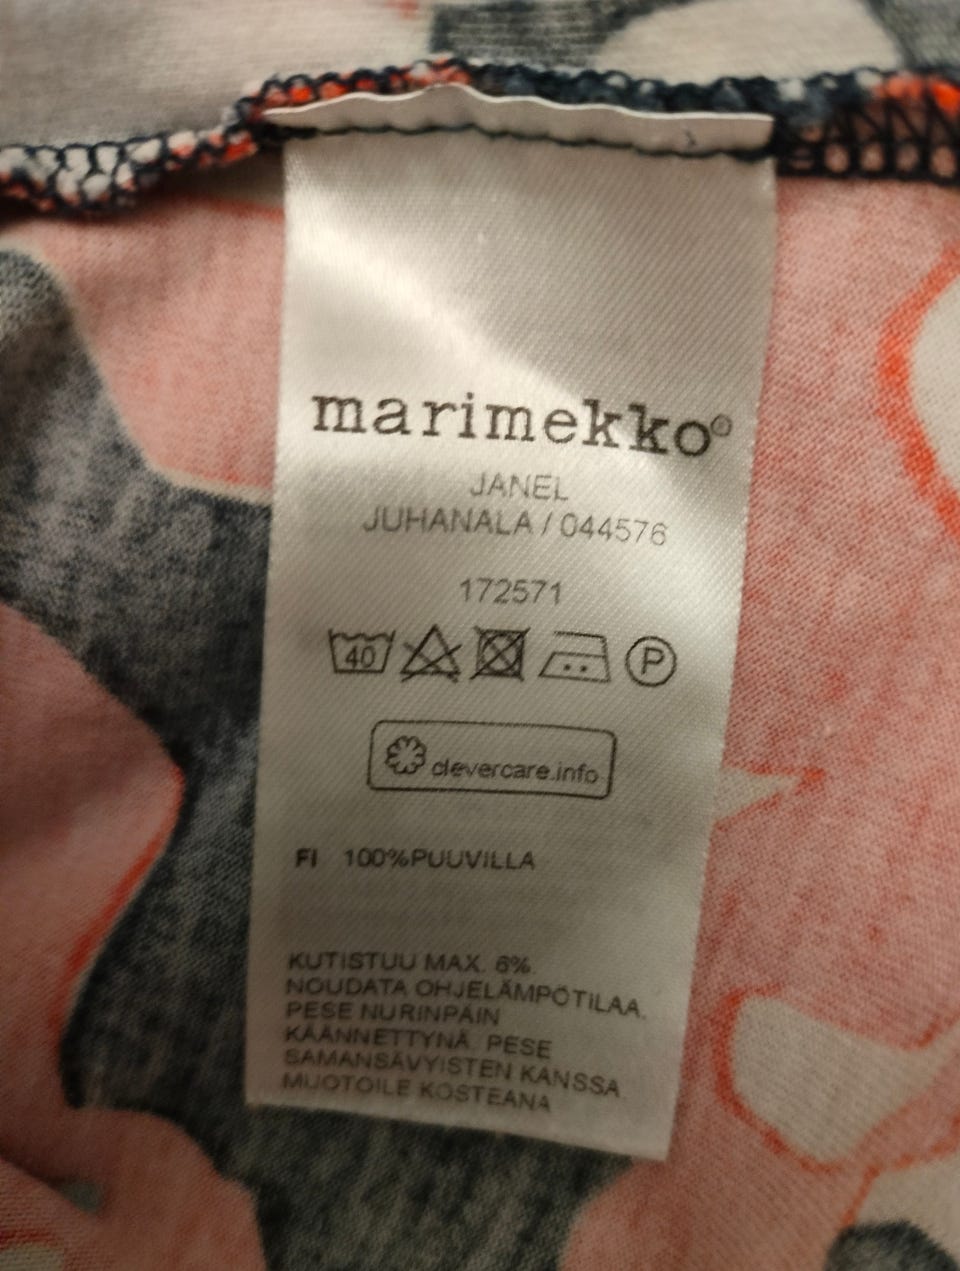 marimekko®
JANEL
JUHANALA / 044576
172571
40 P
clevercare.info
FI 100%PUUVILLA
KUTISTUU MAX. 6%.
NOUDATA OHJELÄMPÖTILAA.
PESE NURINPÄIN
KÄÄNNETTYNÄ. PESE
SAMANSÄVYISTEN KANSSA
MUOTOILE KOSTEANA